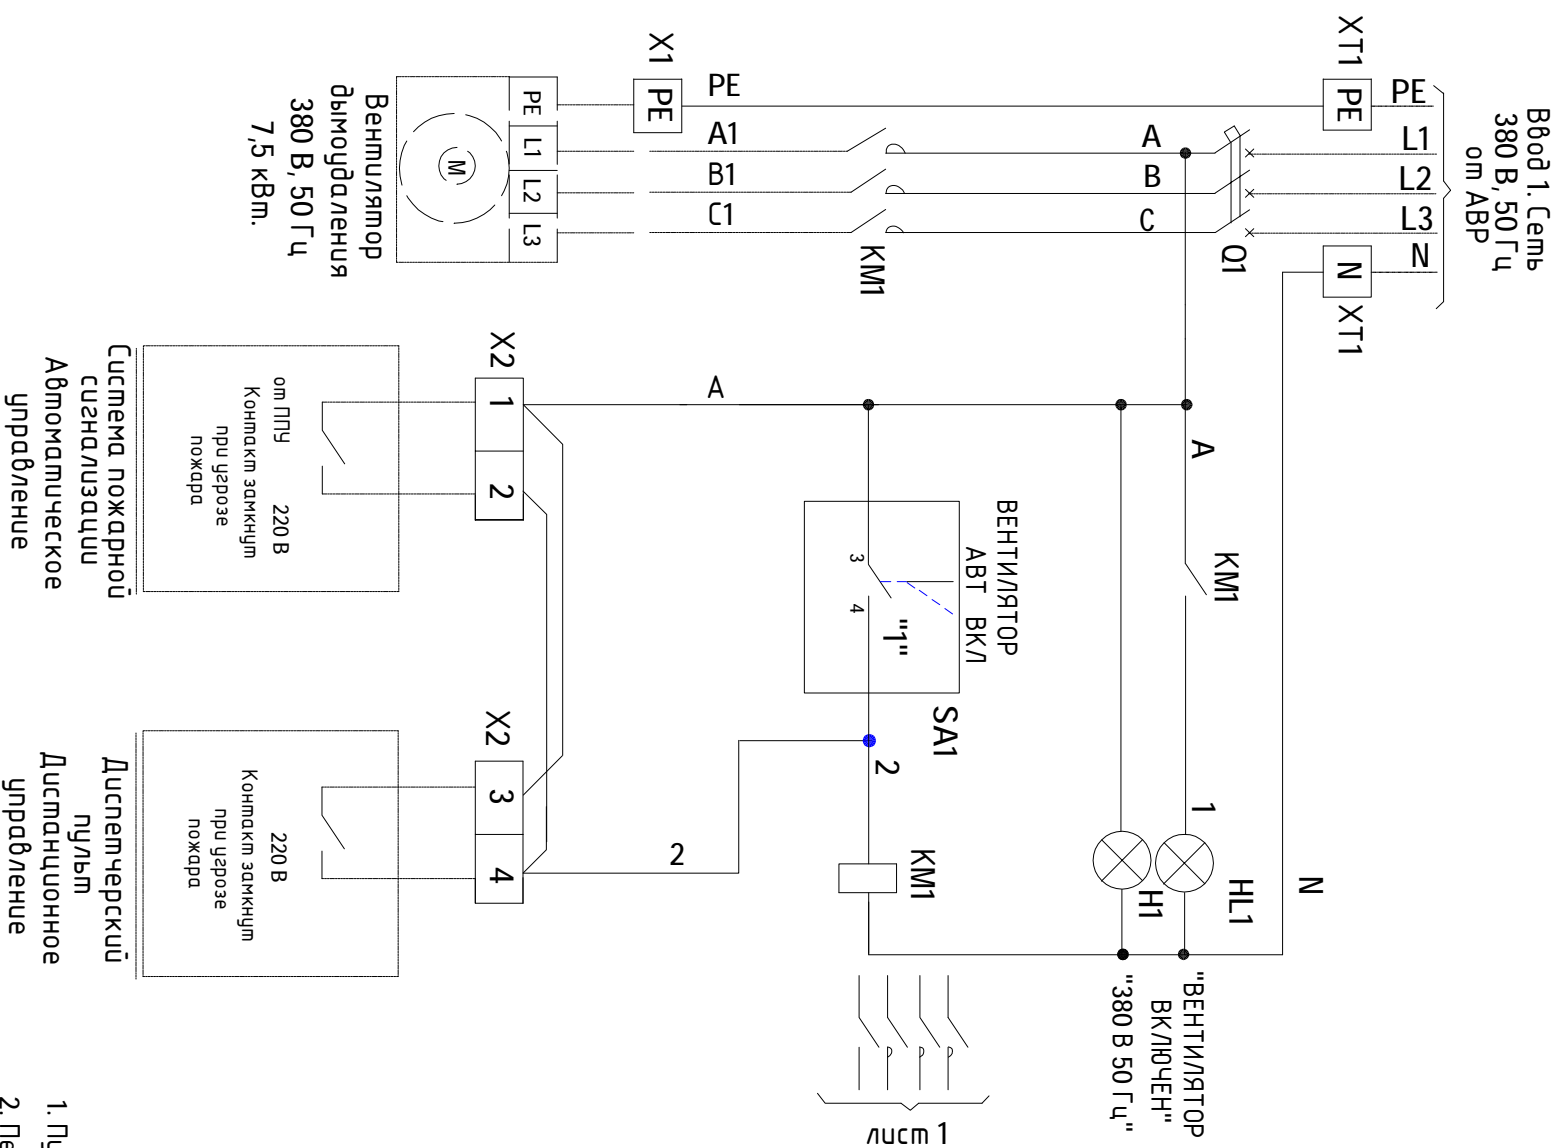 Ввод 1. Сеть
380 В, 50 Гц
от АВР
PE
L1
L2
L3
N
XT1
PE
N
XT1
Q1
A
B
C
KM1
PE
A1
B1
C1
X1
PE
PE
L1
L2
L3
M
Вентилятор
дымоудаления
380 В, 50 Гц
7,5 кВт.
N
A
KM1
1
HL1
H1
"ВЕНТИЛЯТОР
ВКЛЮЧЕН"
"380 В 50 Гц"
ВЕНТИЛЯТОР
АВТ ВКЛ
3
4
"1"
SA1
2
KM1
лист 1
A
2
X2
1
2
X2
3
4
от ППУ 220 В
Контакт замкнут
при угрозе
пожара
Система пожарной
сигнализации
Автоматическое
управление
220 В
Контакт замкнут
при угрозе
пожара
Диспетчерский
пульт
Дистанционное
управление
1.
2.